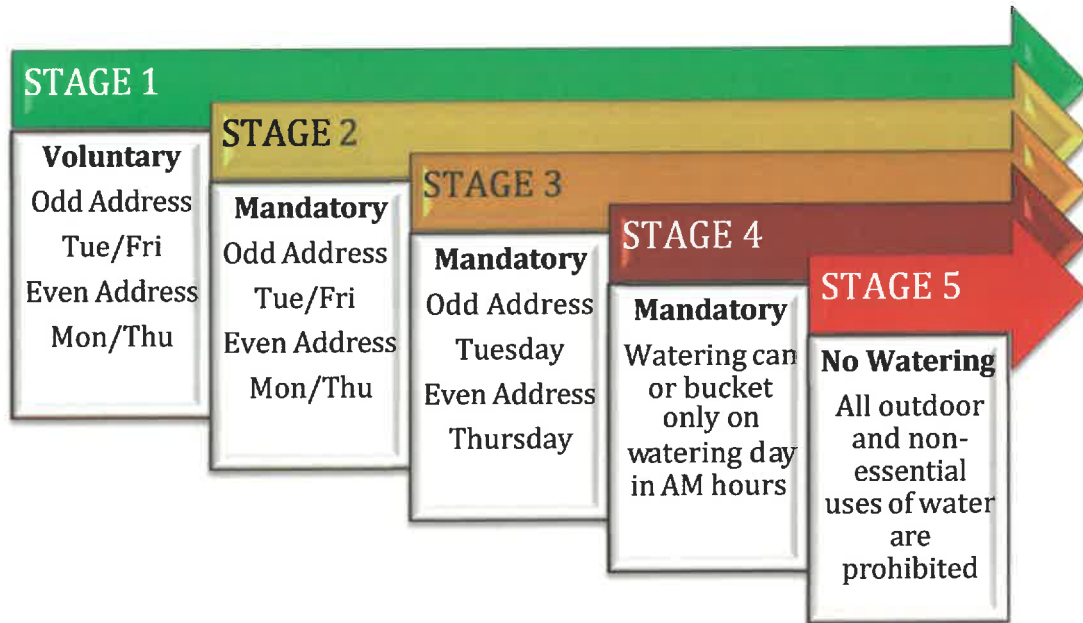 STAGE 1
Voluntary
Odd Address
Tue/Fri
Even Address
Mon/Thu
STAGE 2
Mandatory
Odd Address
Tue/Fri
Even Address
Mon/Thu
STAGE 3
Mandatory
Odd Address
Tuesday
Even Address
Thursday
STAGE 4
Mandatory
Watering can
or bucket
only on
watering day
in AM hours
STAGE 5
No Watering
All outdoor
and non-
essential
uses of water
are
prohibited